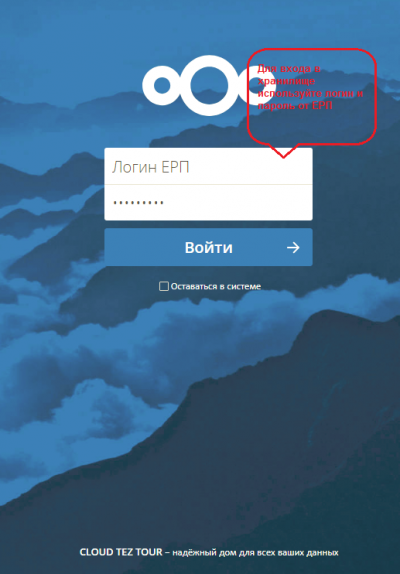 Для входа в
хранилище
используйте логин и
пароль от ЕРП
Логин ЕРП
•••••••••
Войти
Оставаться в системе
CLOUD TEZ TOUR – надёжный дом для всех ваших данных